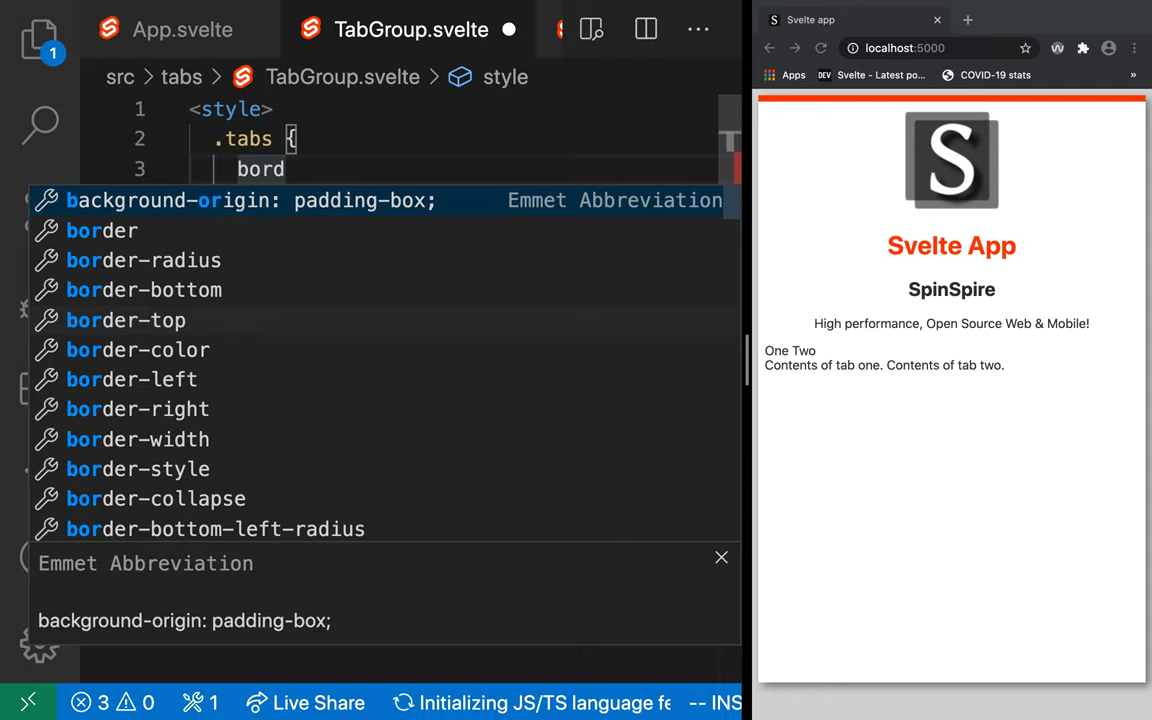 1
App.svelte
TabGroup.svelte
src > tabs > TabGroup.svelte > style
1 <style>
2 .tabs {
3 bord
background-origin: padding-box; Emmet Abbreviation
border
border-radius
border-bottom
border-top
border-color
border-left
border-right
border-width
border-style
border-collapse
border-bottom-left-radius
Emmet Abbreviation
background-origin: padding-box;
3 0 1 Live Share Initializing JS/TS language fe -- INS
Svelte app
localhost:5000
Apps DEV Svelte - Latest po... COVID-19 stats »
S
Svelte App
SpinSpire
High performance, Open Source Web & Mobile!
One Two
Contents of tab one. Contents of tab two.